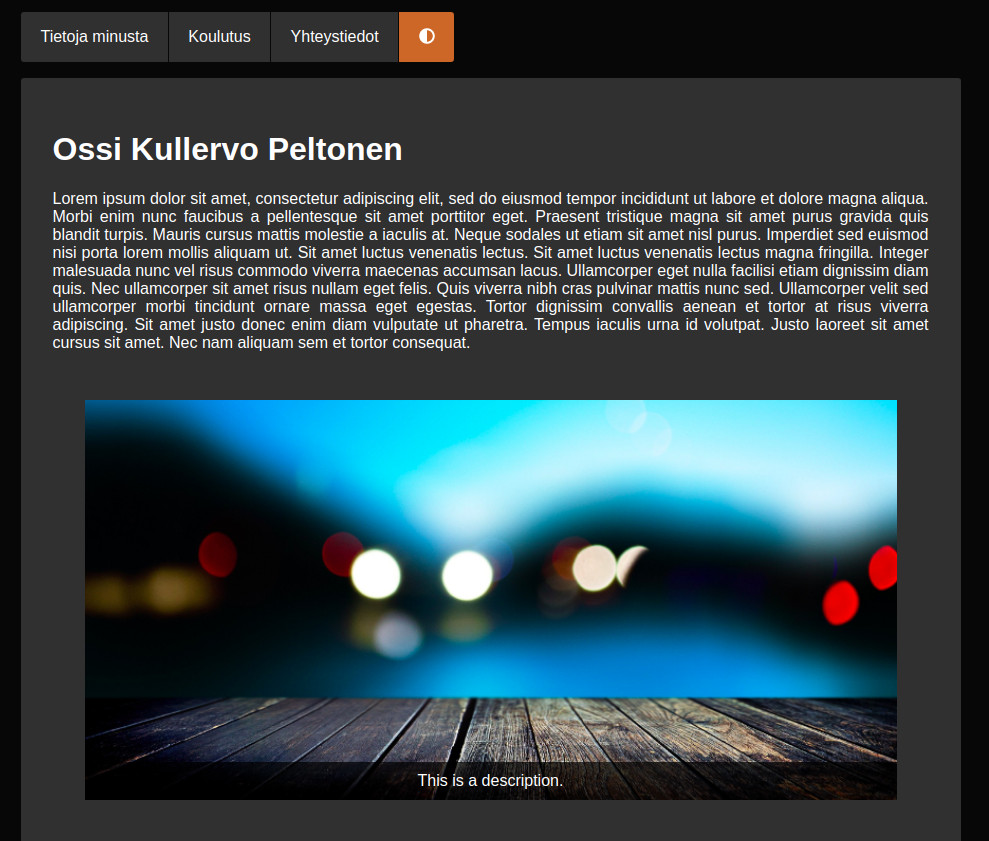 Tietoja minusta Koulutus Yhteystiedot
Ossi Kullervo Peltonen
Lorem ipsum dolor sit amet, consectetur adipiscing elit, sed do eiusmod tempor incididunt ut labore et dolore magna aliqua.
Morbi enim nunc faucibus a pellentesque sit amet porttitor eget. Praesent tristique magna sit amet purus gravida quis
blandit turpis. Mauris cursus mattis molestie a iaculis at. Neque sodales ut etiam sit amet nisl purus. Imperdiet sed euismod
nisi porta lorem mollis aliquam ut. Sit amet luctus venenatis lectus. Sit amet luctus venenatis lectus magna fringilla. Integer
malesuada nunc vel risus commodo viverra maecenas accumsan lacus. Ullamcorper eget nulla facilisi etiam dignissim diam
quis. Nec ullamcorper sit amet risus nullam eget felis. Quis viverra nibh cras pulvinar mattis nunc sed. Ullamcorper velit sed
ullamcorper morbi tincidunt ornare massa eget egestas. Tortor dignissim convallis aenean et tortor at risus viverra
adipiscing. Sit amet justo donec enim diam vulputate ut pharetra. Tempus iaculis urna id volutpat. Justo laoreet sit amet
cursus sit amet. Nec nam aliquam sem et tortor consequat.
This is a description.